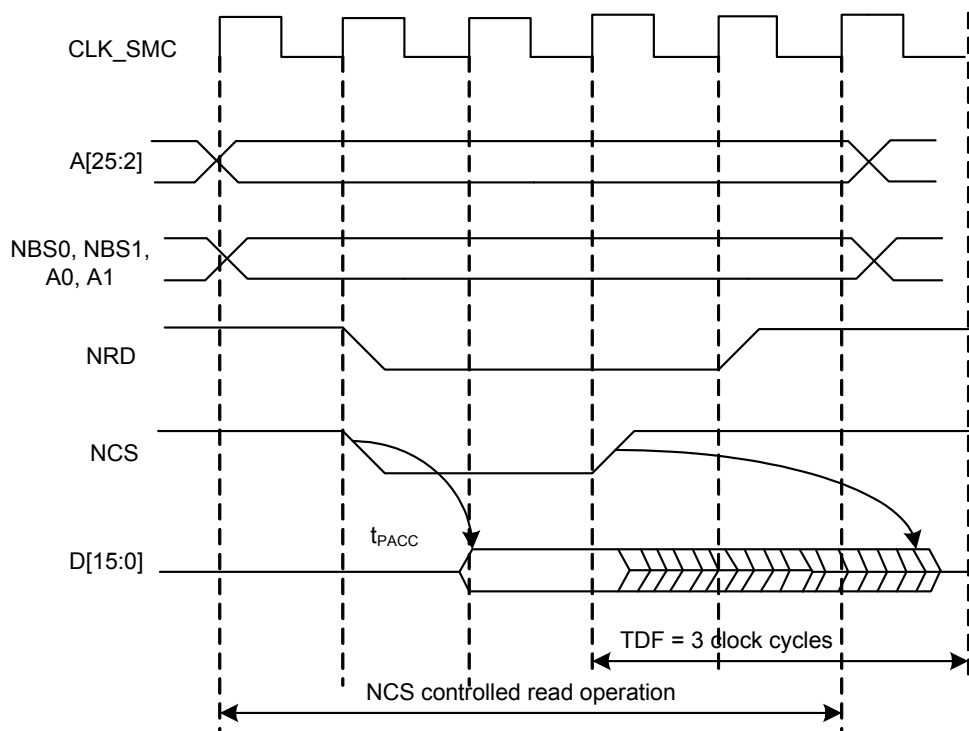 CLK_SMC
A[25:2]
NBS0, NBS1,
A0, A1
NRD
NCS
tPACC
D[15:0]
TDF = 3 clock cycles
NCS controlled read operation